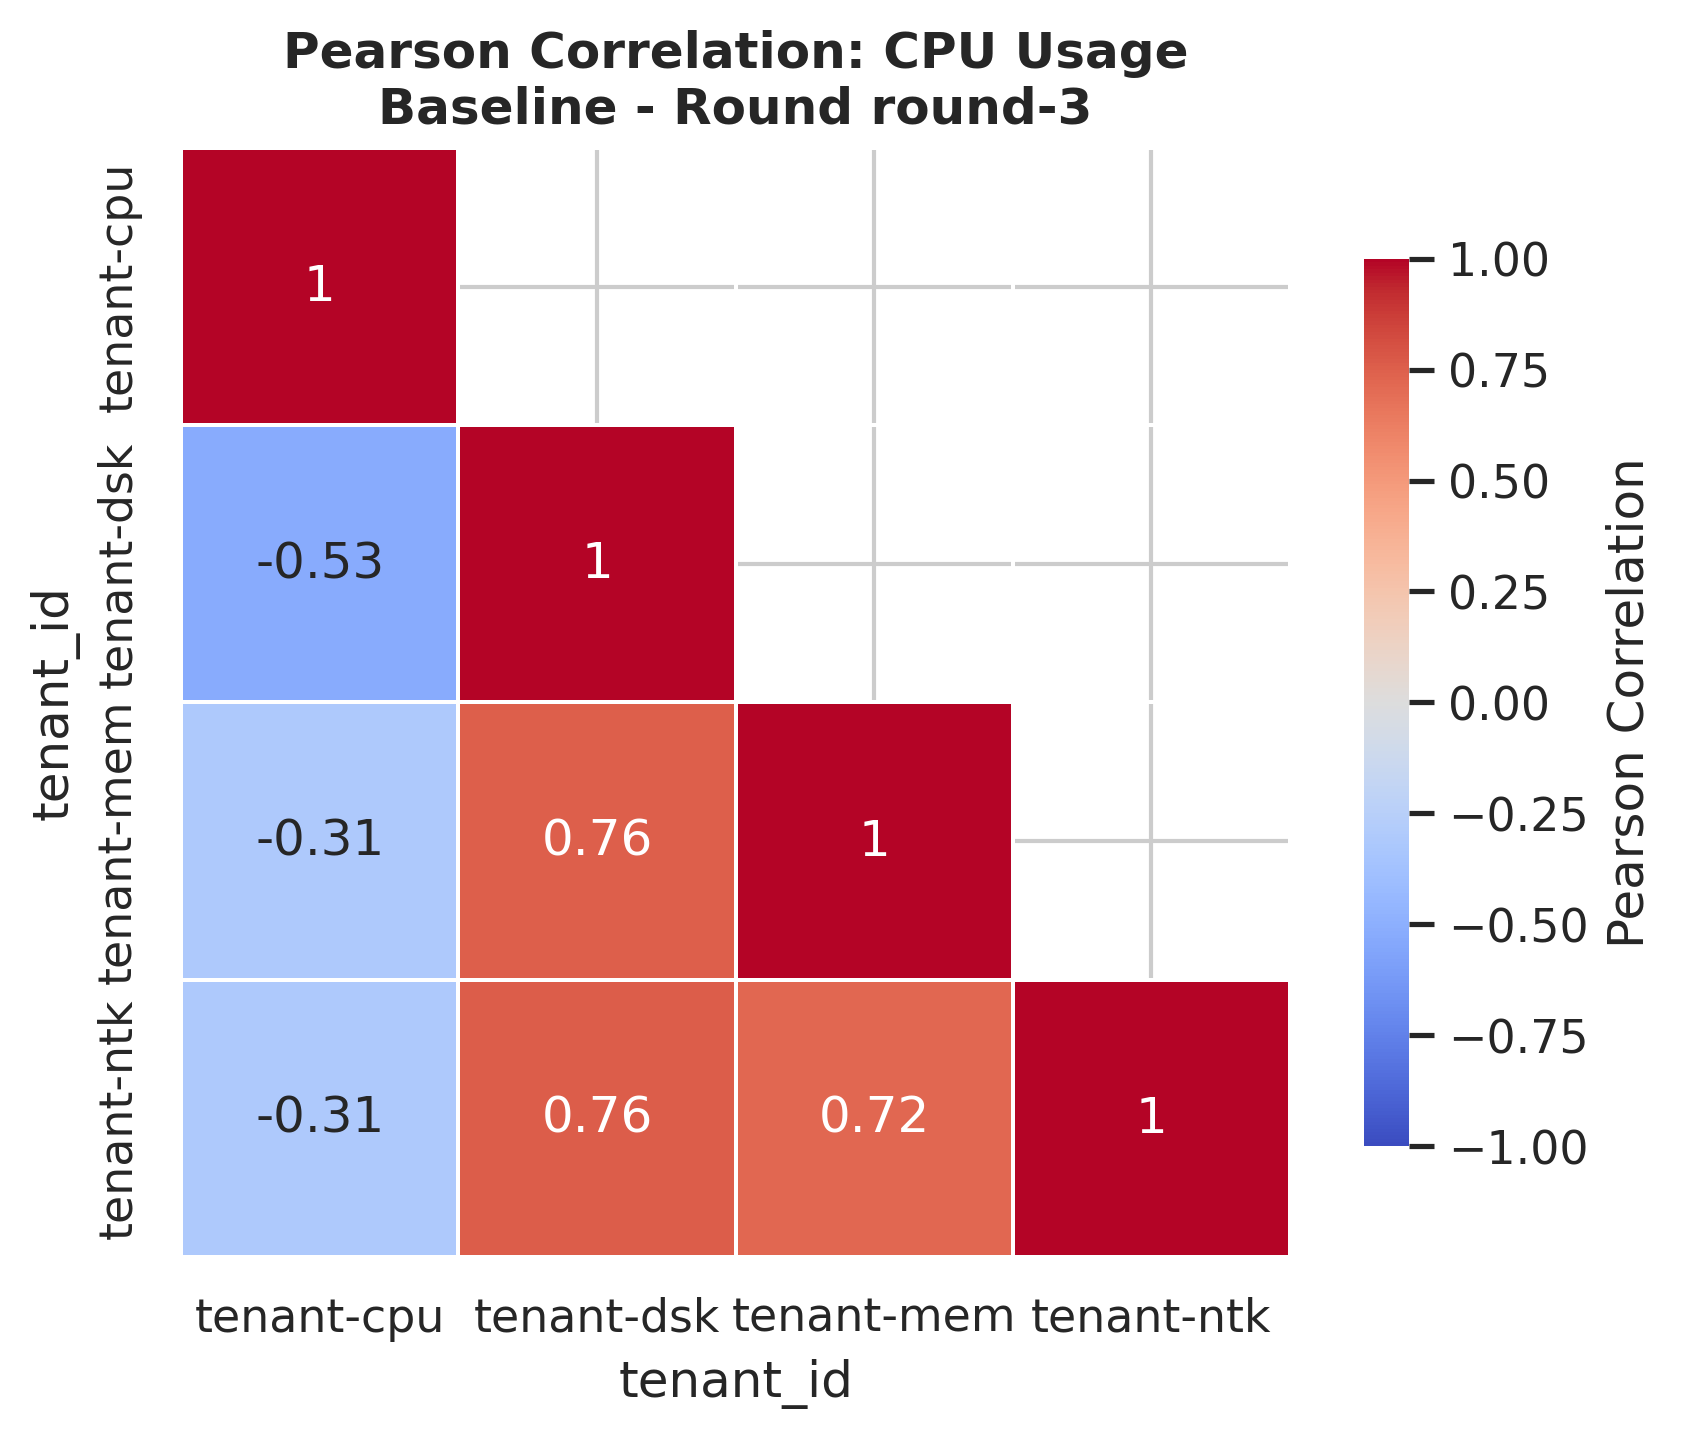 Pearson Correlation: CPU Usage
Baseline - Round round-3
tenant_id
tenant-cpu
tenant-dsk
tenant-mem
tenant-ntk
1
-0.53 1
-0.31 0.76 1
-0.31 0.76 0.72 1
tenant-cpu tenant-dsk tenant-mem tenant-ntk
tenant_id
1.00
0.75
0.50
0.25
0.00
−0.25
−0.50
−0.75
−1.00
Pearson Correlation